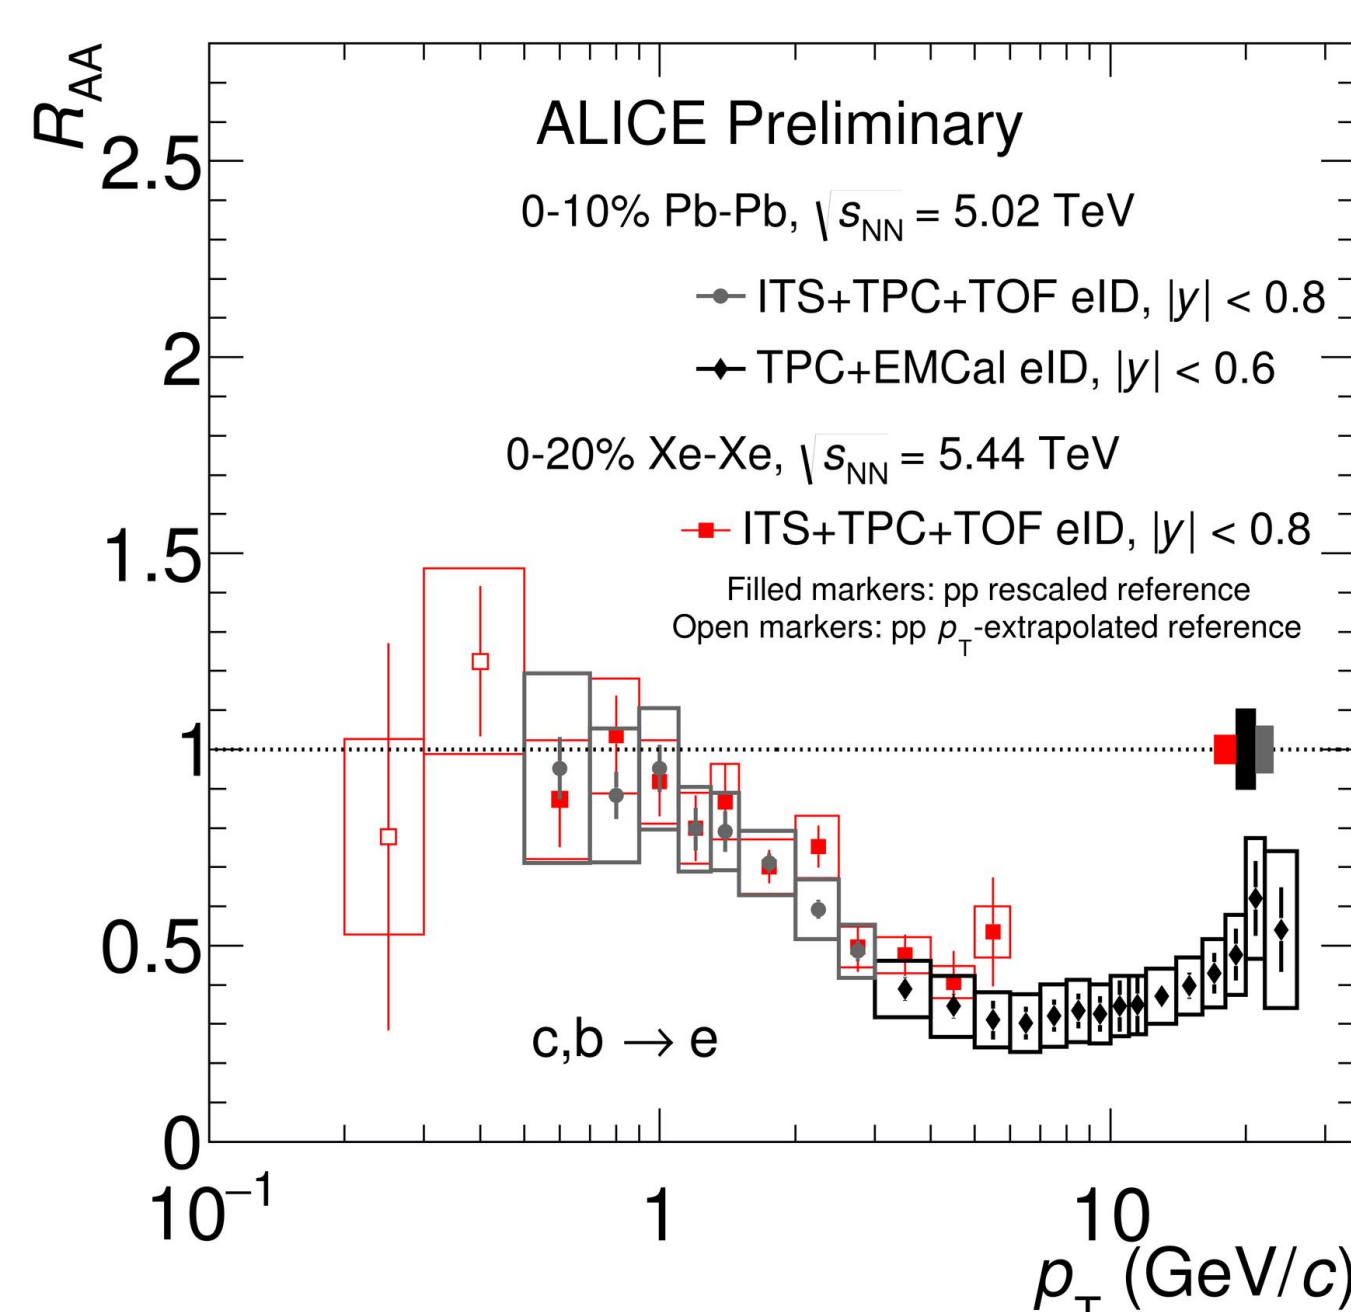 R_AA
ALICE Preliminary
2.5
0-10% Pb-Pb, √s_NN = 5.02 TeV
ITS+TPC+TOF eID, |y| < 0.8
2
TPC+EMCal eID, |y| < 0.6
0-20% Xe-Xe, √s_NN = 5.44 TeV
1.5
ITS+TPC+TOF eID, |y| < 0.8
Filled markers: pp rescaled reference
Open markers: pp p_T-extrapolated reference
1
0.5
c,b → e
0
10⁻¹ 1 10
p_T (GeV/c)